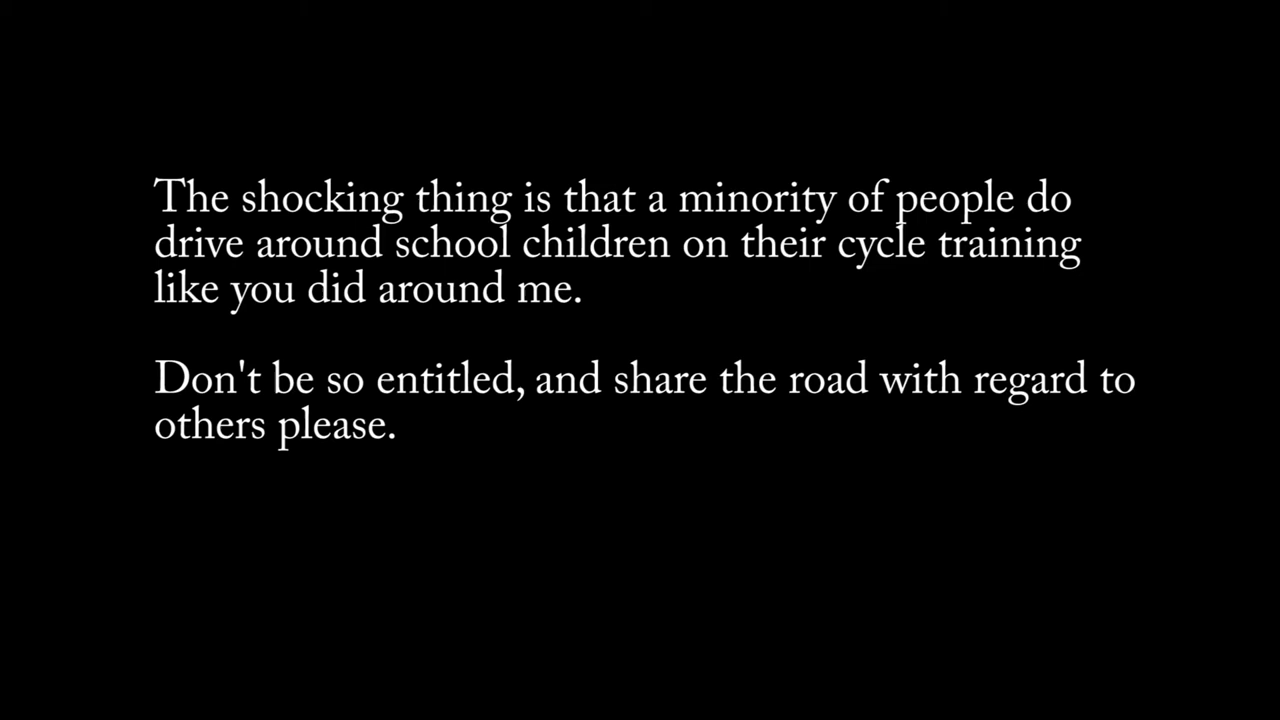 The shocking thing is that a minority of people do
drive around school children on their cycle training
like you did around me.
Don't be so entitled, and share the road with regard to
others please.